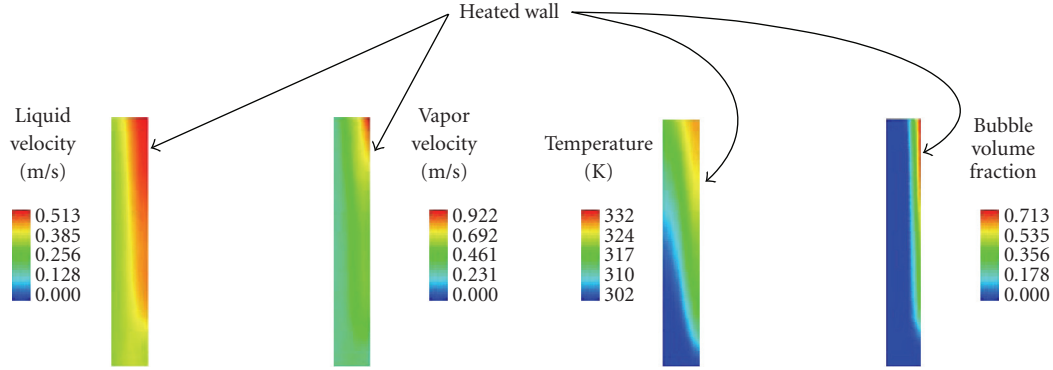 Heated wall
Liquid
velocity
(m/s)
0.513
0.385
0.256
0.128
0.000
Vapor
velocity
(m/s)
0.922
0.692
0.461
0.231
0.000
Temperature
(K)
332
324
317
310
302
Bubble
volume
fraction
0.713
0.535
0.356
0.178
0.000